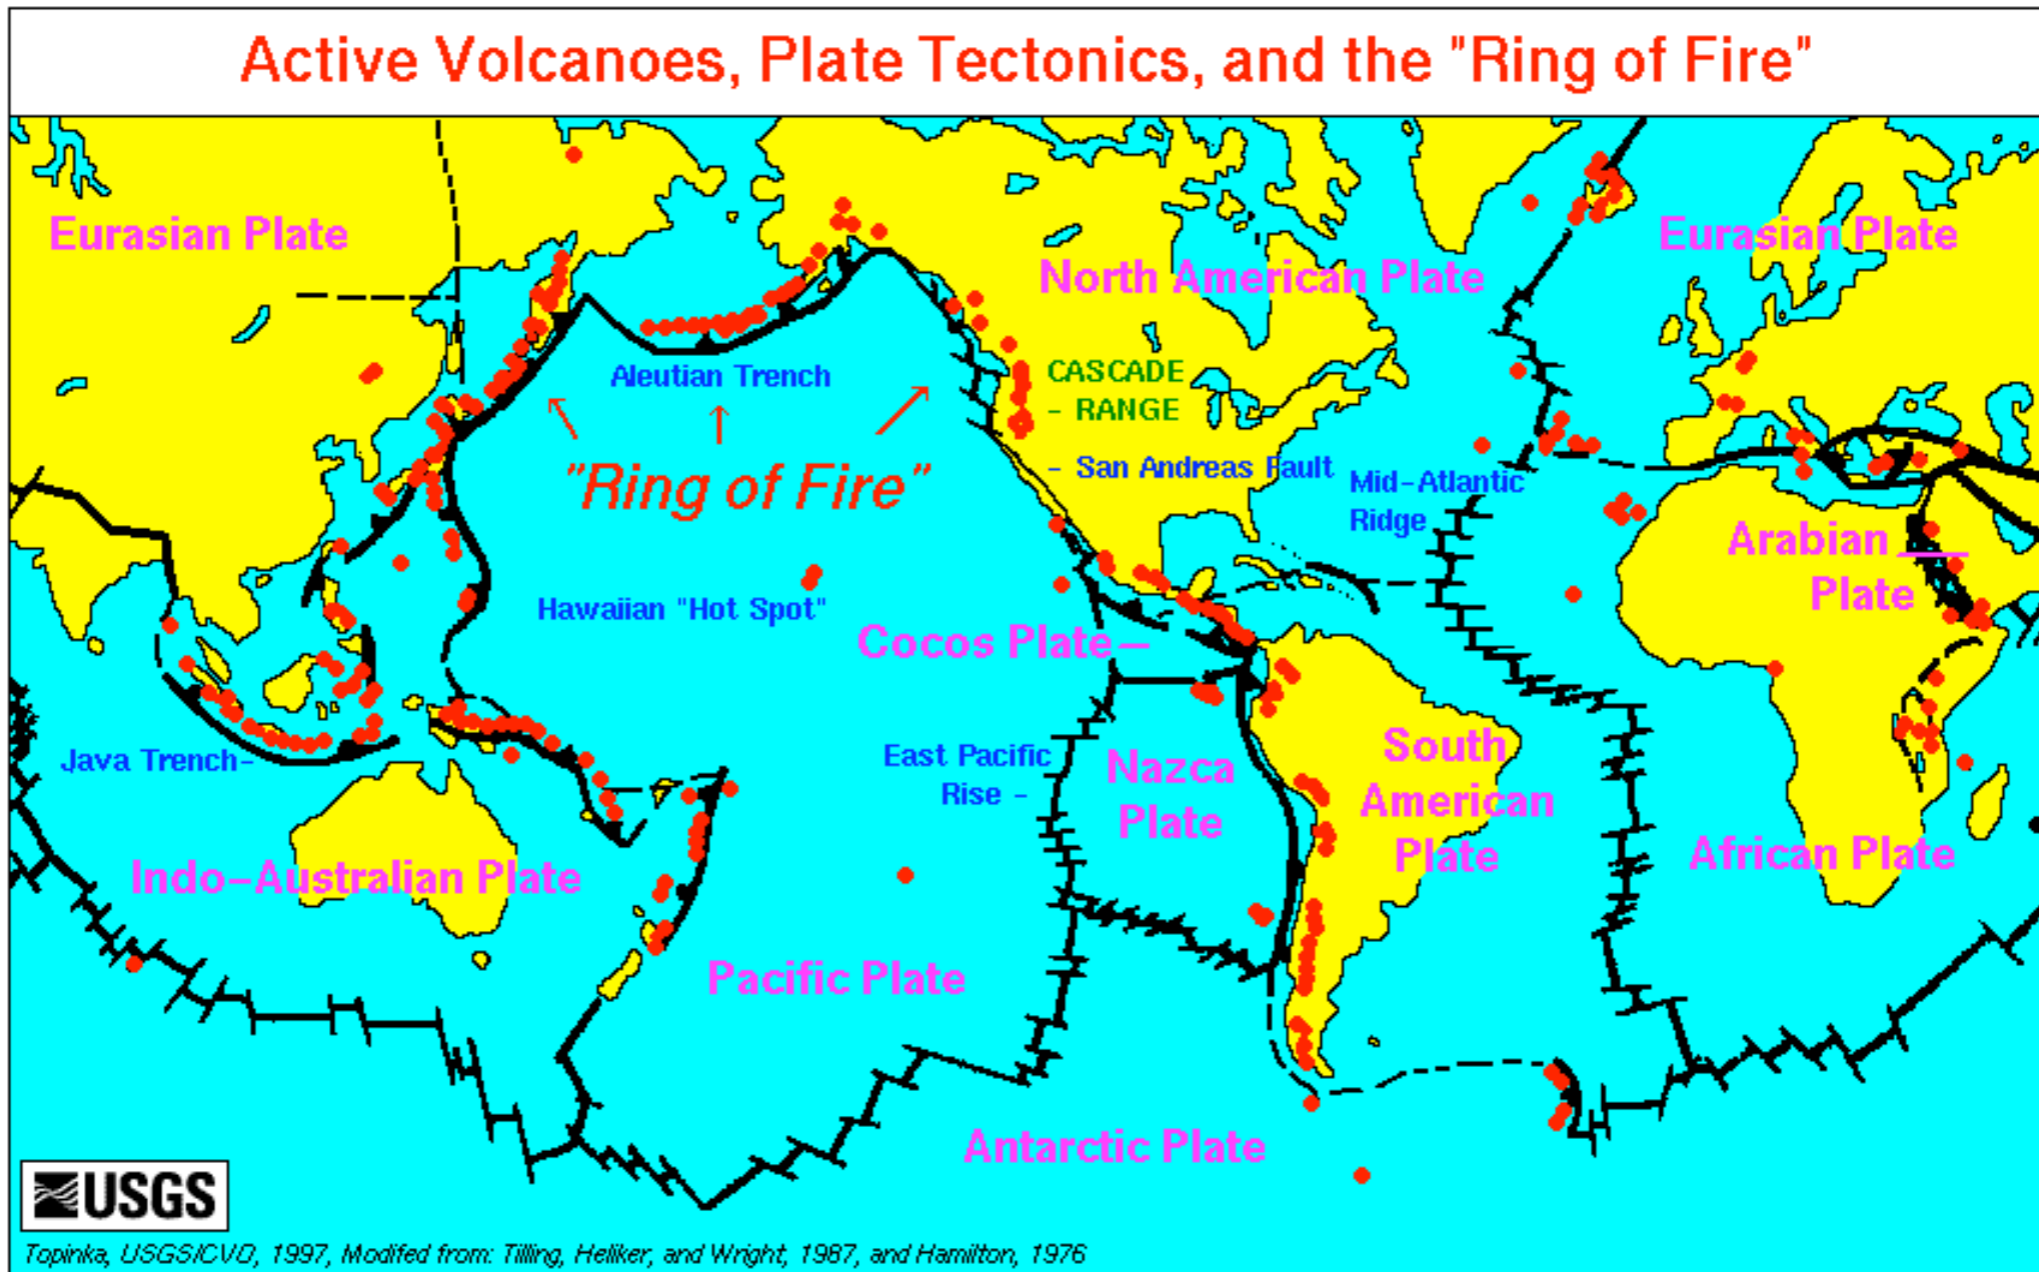 Active Volcanoes, Plate Tectonics, and the "Ring of Fire"
Eurasian Plate
Eurasian Plate
North American Plate
Aleutian Trench
CASCADE
- RANGE
"Ring of Fire"
- San Andreas Fault
Mid-Atlantic
Ridge
Arabian
Plate
Hawaiian "Hot Spot"
Cocos Plate
Java Trench-
East Pacific
Rise -
Nazca
Plate
South
American
Plate
Indo-Australian Plate
African Plate
Pacific Plate
Antarctic Plate
USGS
Topinka, USGS/CVO, 1997, Modifed from: Tilling, Heliker, and Wright, 1987, and Hamilton, 1976